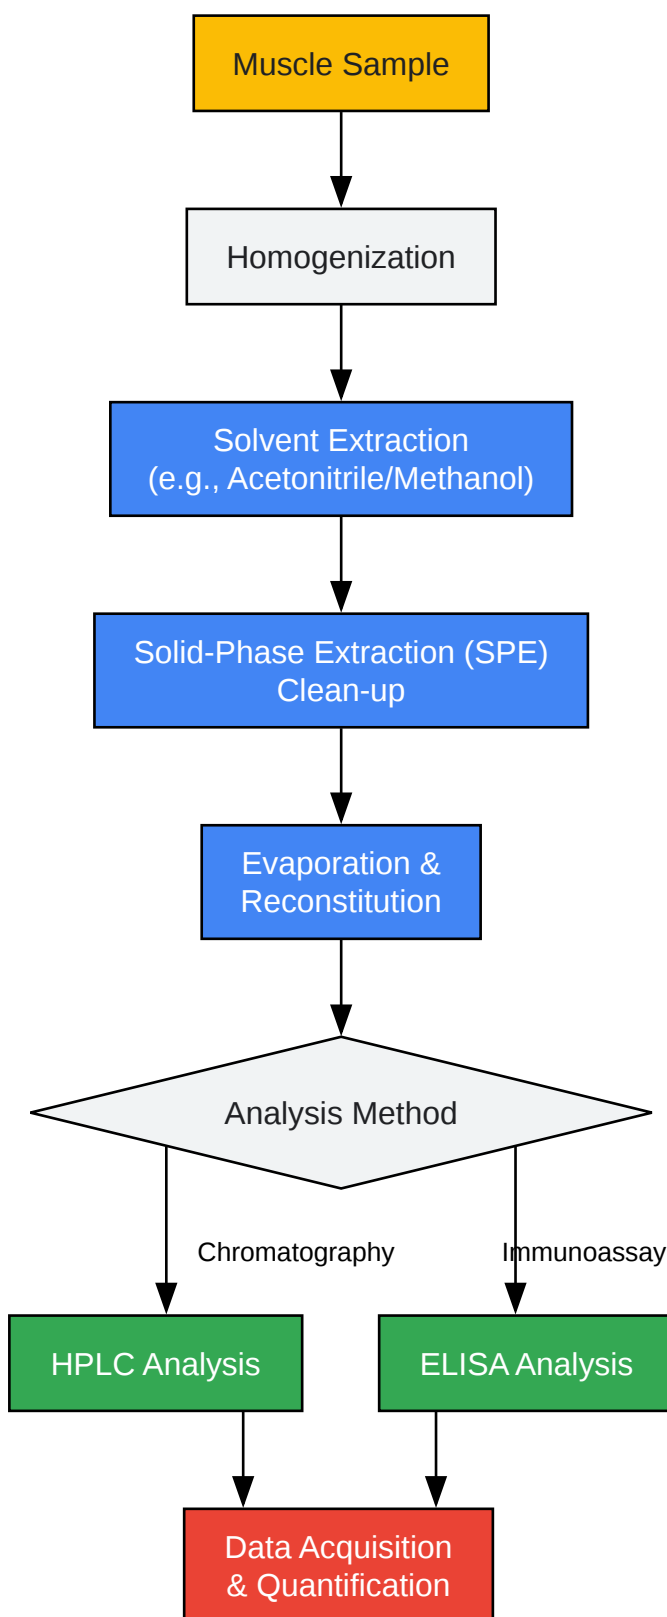 Muscle Sample
Homogenization
Solvent Extraction
(e.g., Acetonitrile/Methanol)
Solid-Phase Extraction (SPE)
Clean-up
Evaporation &
Reconstitution
Analysis Method
Chromatography
Immunoassay
HPLC Analysis
ELISA Analysis
Data Acquisition
& Quantification